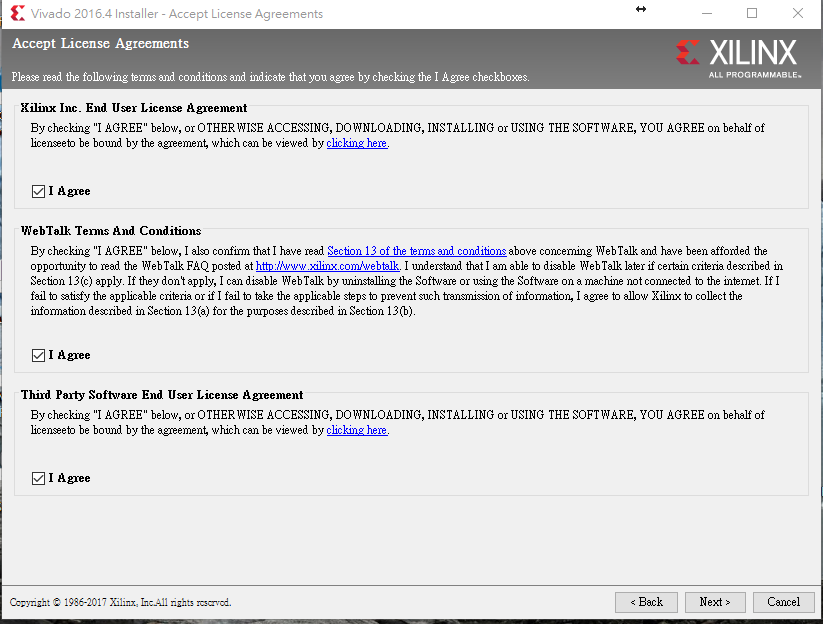 Vivado 2016.4 Installer - Accept License Agreements
Accept License Agreements
XILINX
ALL PROGRAMMABLE™
Please read the following terms and conditions and indicate that you agree by checking the I Agree checkboxes.
Xilinx Inc. End User License Agreement
By checking "I AGREE" below, or OTHERWISE ACCESSING, DOWNLOADING, INSTALLING or USING THE SOFTWARE, YOU AGREE on behalf of
licenseeto be bound by the agreement, which can be viewed by clicking here.
I Agree
WebTalk Terms And Conditions
By checking "I AGREE" below, I also confirm that I have read Section 13 of the terms and conditions above concerning WebTalk and have been afforded the
opportunity to read the WebTalk FAQ posted at http://www.xilinx.com/webtalk. I understand that I am able to disable WebTalk later if certain criteria described in
Section 13(c) apply. If they don't apply, I can disable WebTalk by uninstalling the Software or using the Software on a machine not connected to the internet. If I
fail to satisfy the applicable criteria or if I fail to take the applicable steps to prevent such transmission of information, I agree to allow Xilinx to collect the
information described in Section 13(a) for the purposes described in Section 13(b).
I Agree
Third Party Software End User License Agreement
By checking "I AGREE" below, or OTHERWISE ACCESSING, DOWNLOADING, INSTALLING or USING THE SOFTWARE, YOU AGREE on behalf of
licenseeto be bound by the agreement, which can be viewed by clicking here.
I Agree
Copyright © 1986-2017 Xilinx, Inc.All rights reserved.
< Back
Next >
Cancel